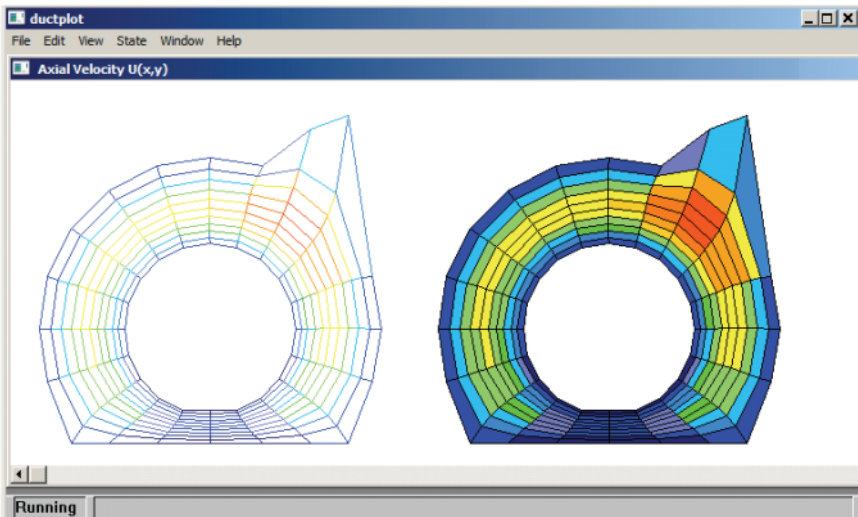 ductplot
File Edit View State Window Help
Axial Velocity U(x,y)
Running